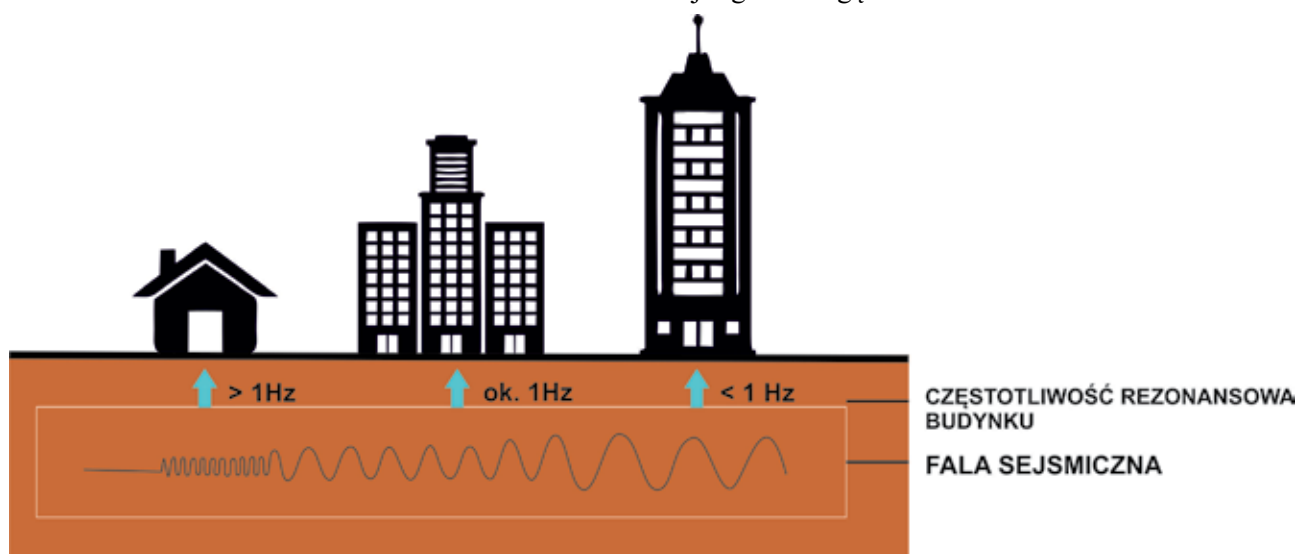 > 1Hz
ok. 1Hz
< 1 Hz
CZĘSTOTLIWOŚĆ REZONANSOWA
BUDYNKU
FALA SEJSMICZNA